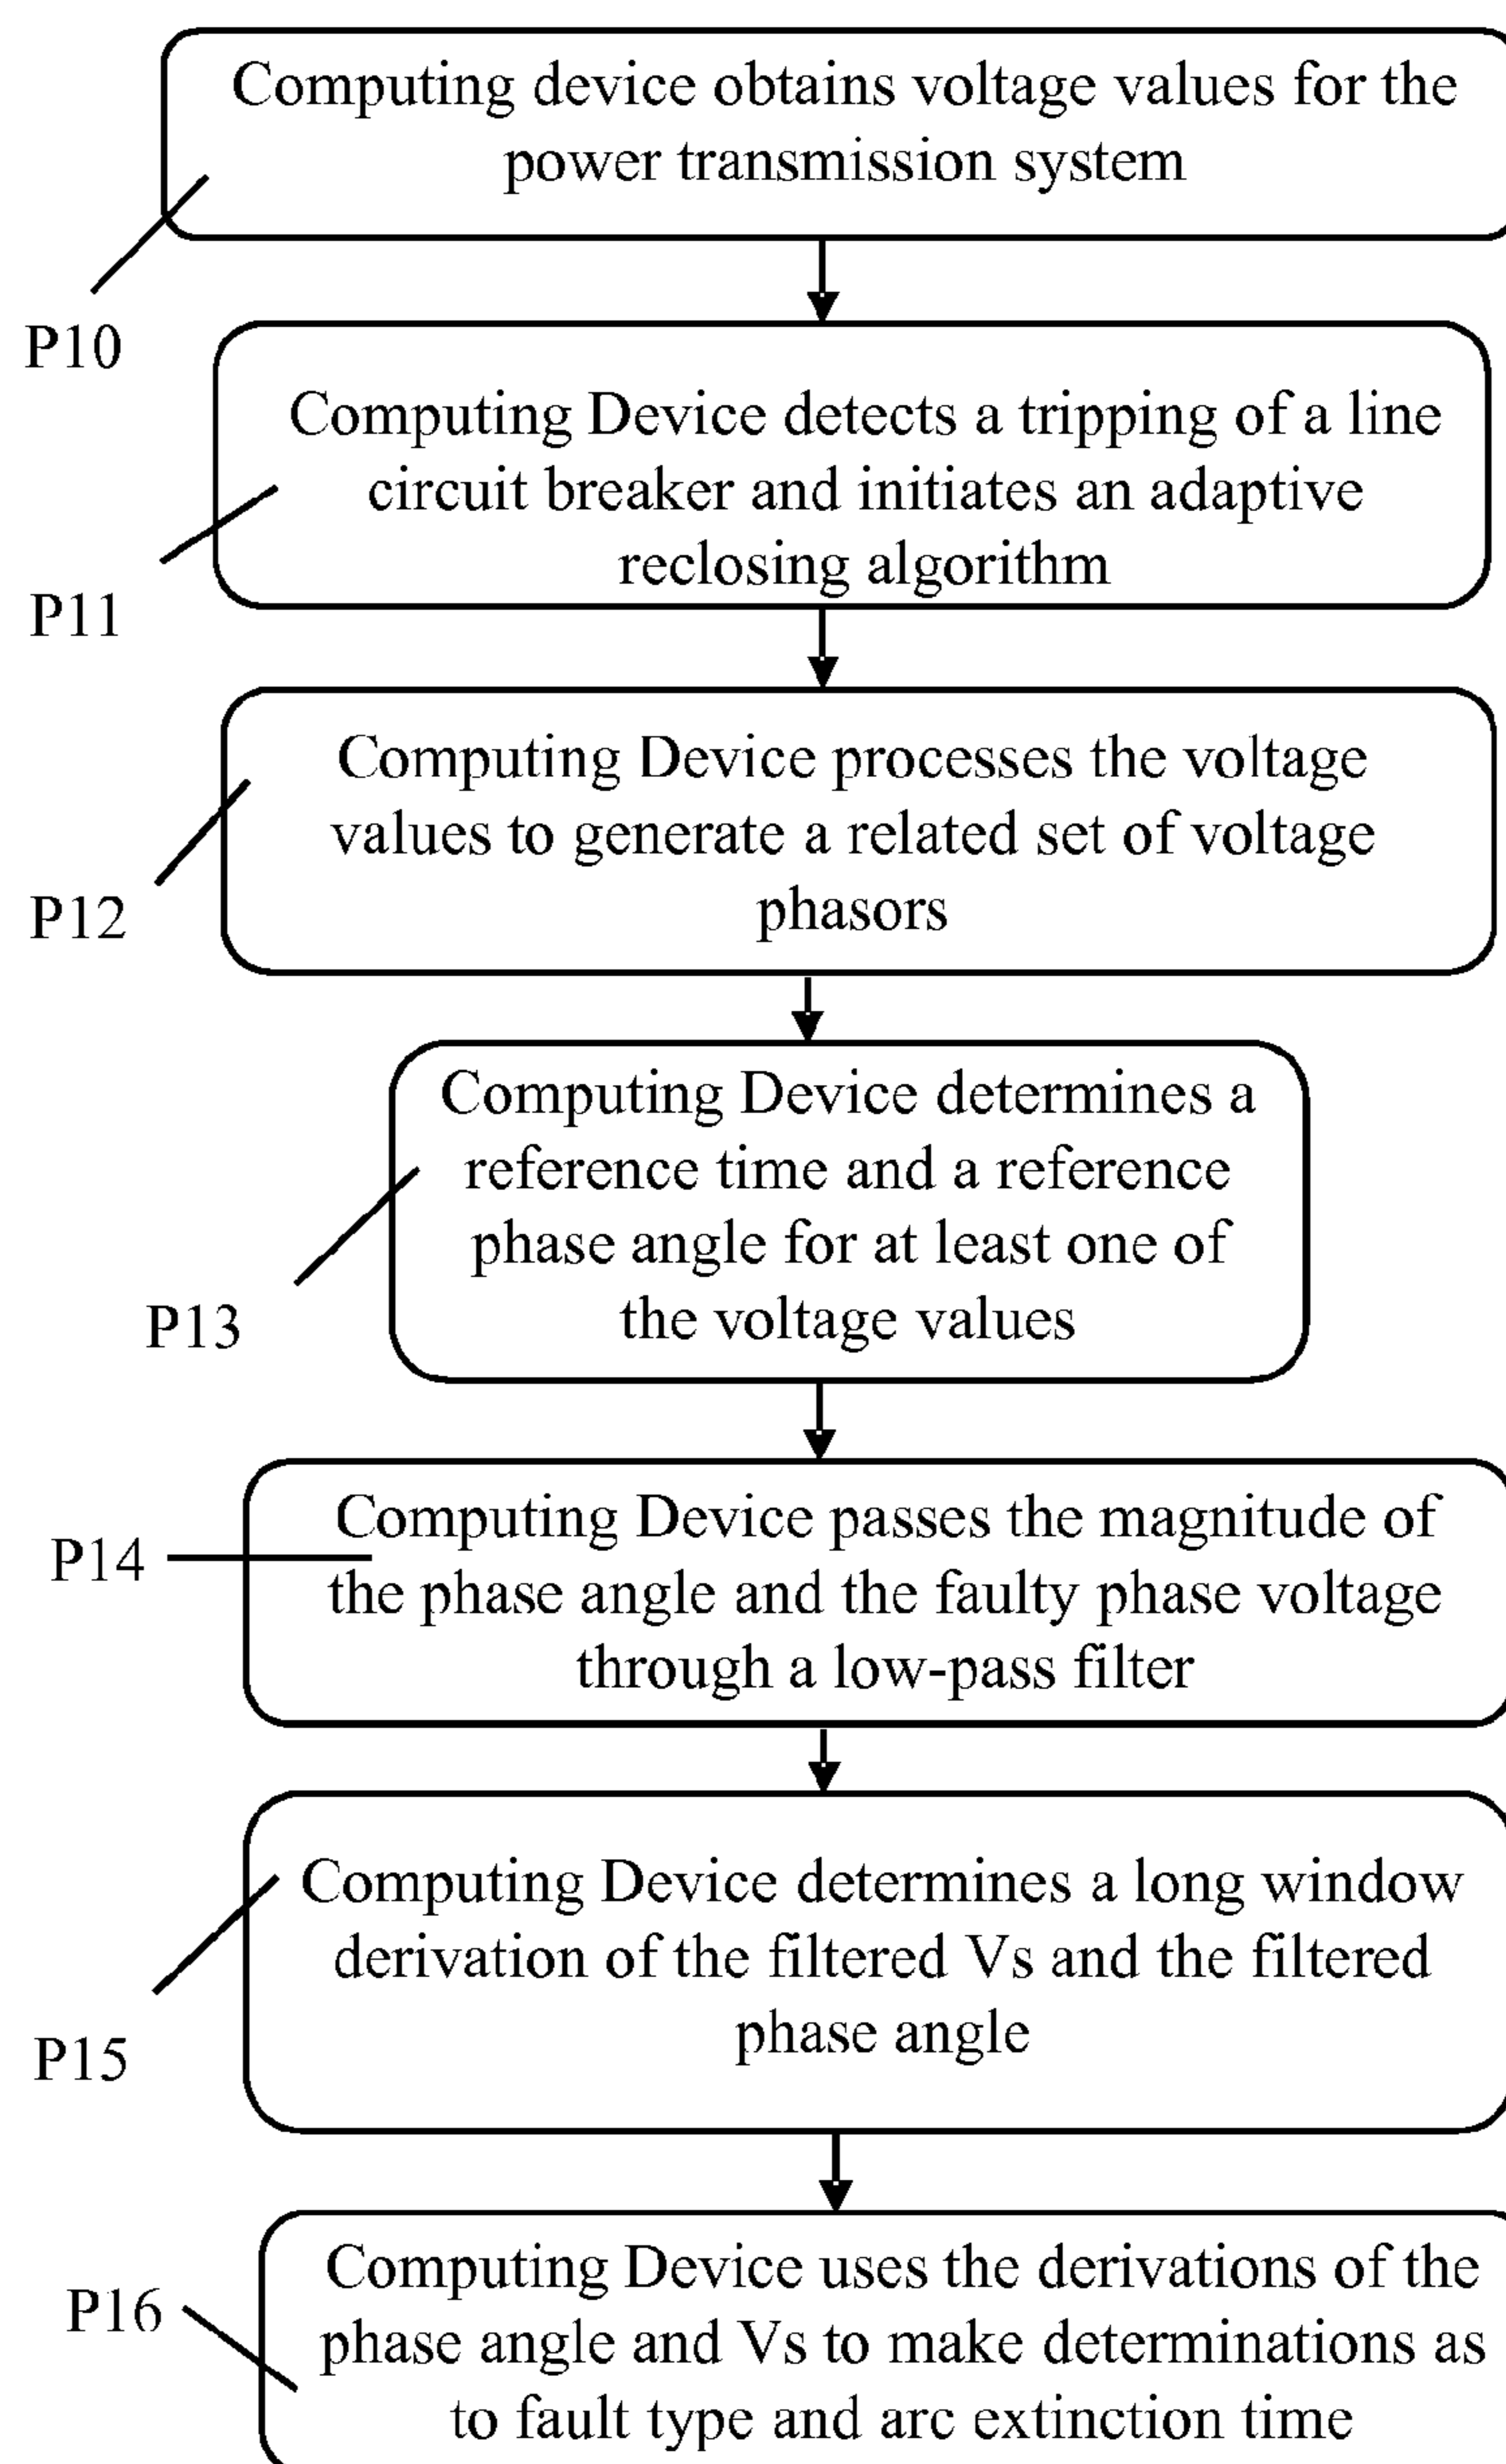 Computing device obtains voltage values for the
power transmission system
P10
Computing Device detects a tripping of a line
circuit breaker and initiates an adaptive
reclosing algorithm
P11
Computing Device processes the voltage
values to generate a related set of voltage
phasors
P12
Computing Device determines a
reference time and a reference
phase angle for at least one of
the voltage values
P13
Computing Device passes the magnitude of
the phase angle and the faulty phase voltage
through a low-pass filter
P14
Computing Device determines a long window
derivation of the filtered Vs and the filtered
phase angle
P15
Computing Device uses the derivations of the
phase angle and Vs to make determinations as
to fault type and arc extinction time
P16